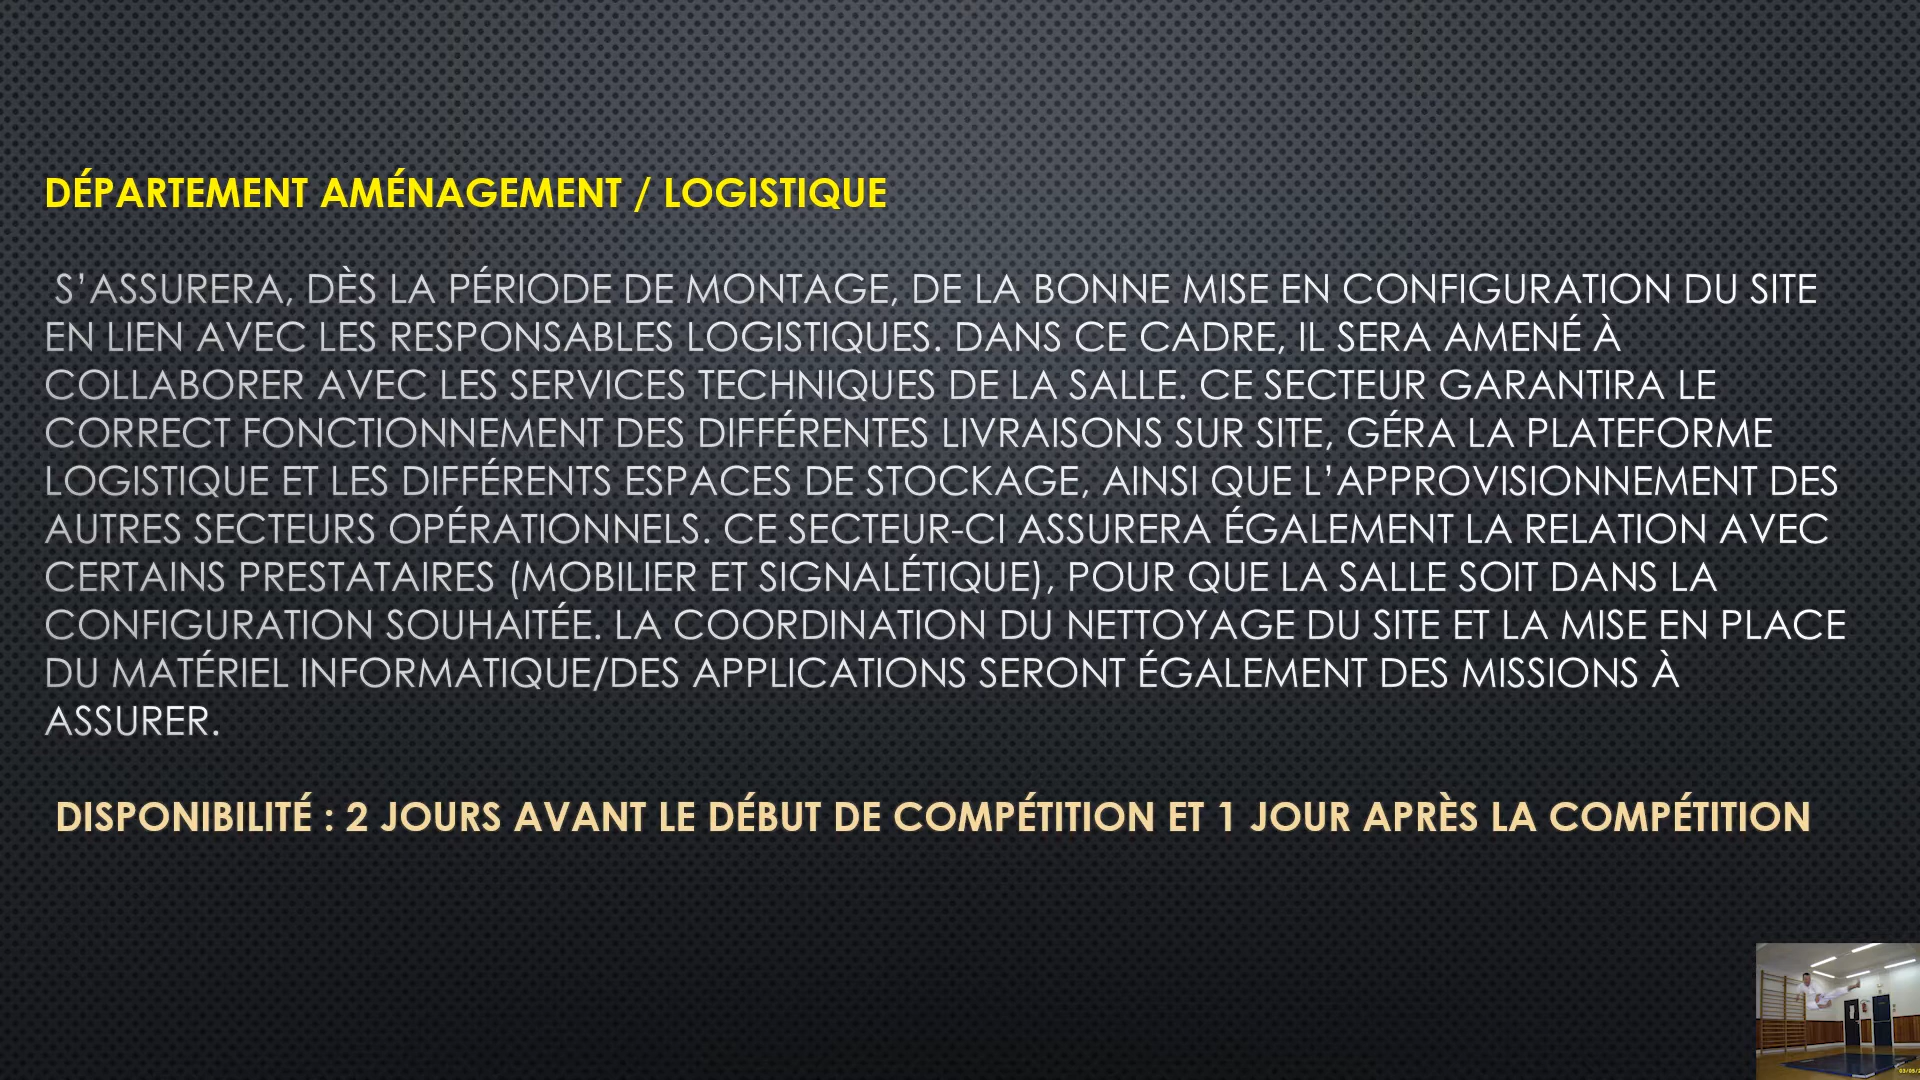 DÉPARTEMENT AMÉNAGEMENT / LOGISTIQUE
S’ASSURERA, DÈS LA PÉRIODE DE MONTAGE, DE LA BONNE MISE EN CONFIGURATION DU SITE
EN LIEN AVEC LES RESPONSABLES LOGISTIQUES. DANS CE CADRE, IL SERA AMENÉ À
COLLABORER AVEC LES SERVICES TECHNIQUES DE LA SALLE. CE SECTEUR GARANTIRA LE
CORRECT FONCTIONNEMENT DES DIFFÉRENTES LIVRAISONS SUR SITE, GÉRA LA PLATEFORME
LOGISTIQUE ET LES DIFFÉRENTS ESPACES DE STOCKAGE, AINSI QUE L’APPROVISIONNEMENT DES
AUTRES SECTEURS OPÉRATIONNELS. CE SECTEUR-CI ASSURERA ÉGALEMENT LA RELATION AVEC
CERTAINS PRESTATAIRES (MOBILIER ET SIGNALÉTIQUE), POUR QUE LA SALLE SOIT DANS LA
CONFIGURATION SOUHAITÉE. LA COORDINATION DU NETTOYAGE DU SITE ET LA MISE EN PLACE
DU MATÉRIEL INFORMATIQUE/DES APPLICATIONS SERONT ÉGALEMENT DES MISSIONS À
ASSURER.
DISPONIBILITÉ : 2 JOURS AVANT LE DÉBUT DE COMPÉTITION ET 1 JOUR APRÈS LA COMPÉTITION